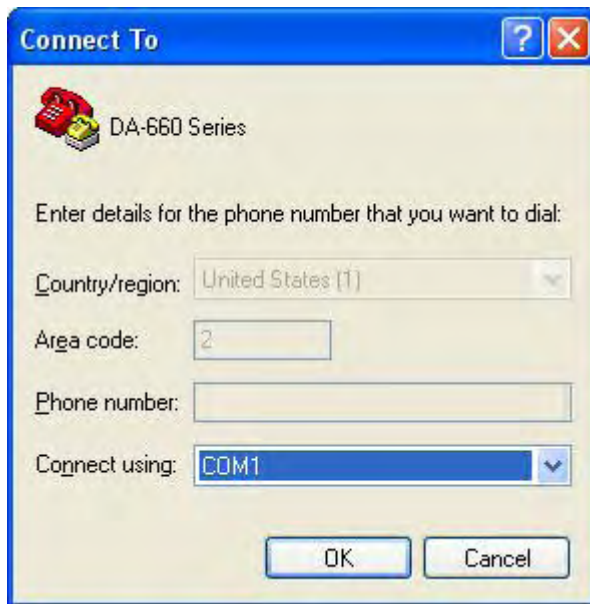 Connect To
DA-660 Series
Enter details for the phone number that you want to dial:
Country/region: United States (1)
Area code: 2
Phone number:
Connect using: COM1
OK Cancel